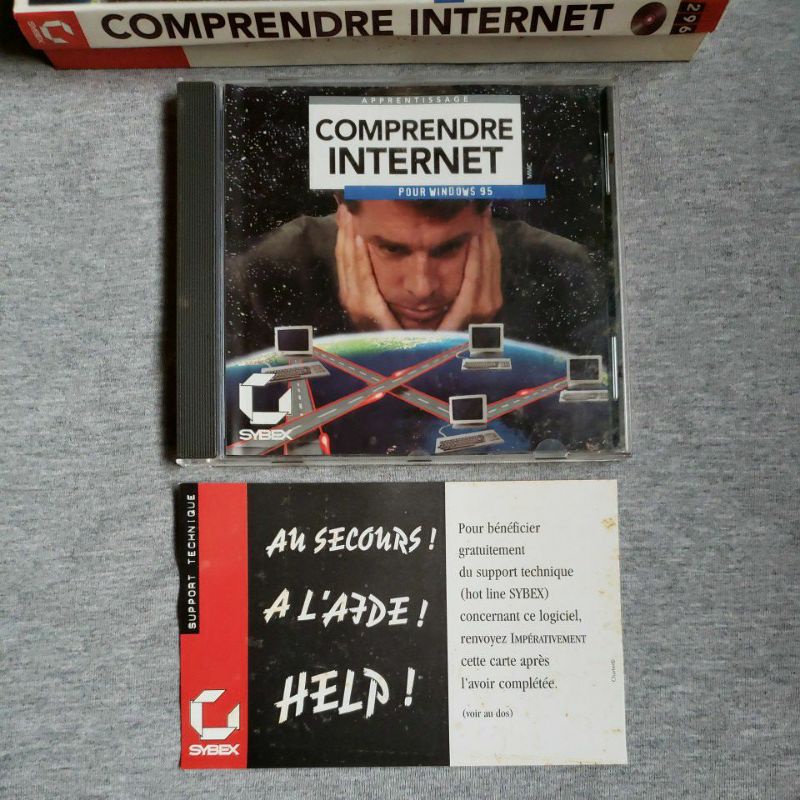 COMPRENDRE INTERNET
296
APPRENTISSAGE
COMPRENDRE
INTERNET
MMC
POUR WINDOWS 95
SYBEX
SUPPORT TECHNIQUE
AU SECOURS !
A L'AIDE !
HELP !
SYBEX
Pour bénéficier
gratuitement
du support technique
(hot line SYBEX)
concernant ce logiciel,
renvoyez IMPÉRATIVEMENT
cette carte après
l'avoir complétée.
(voir au dos)